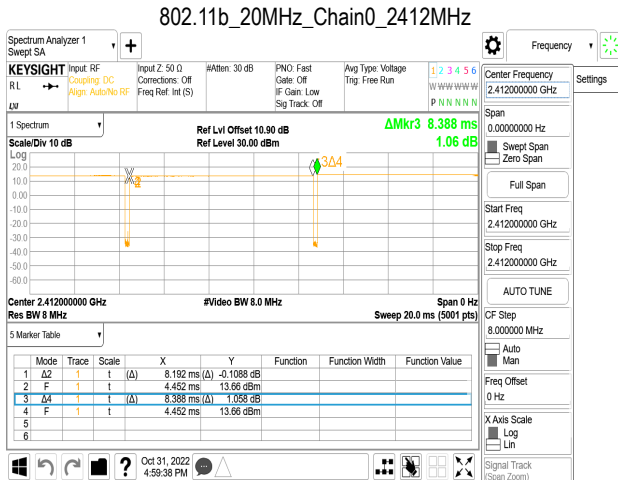 802.11b_20MHz_Chain0_2412MHz
Spectrum Analyzer 1
Swept SA
Frequency
Settings
KEYSIGHT
RL
Input: RF
Coupling: DC
Align: Auto/No RF
Input Z: 50 Ω
Corrections: Off
Freq Ref: Int (S)
#Atten: 30 dB
PNO: Fast
Gate: Off
IF Gain: Low
Sig Track: Off
Avg Type: Voltage
Trig: Free Run
1 2 3 4 5 6
W W W W W W
P N N N N N
1 Spectrum
Scale/Div 10 dB
Ref Lvl Offset 10.90 dB
Ref Level 30.00 dBm
ΔMkr3 8.388 ms
1.06 dB
Log
20.0
10.0
0.00
-10.0
-20.0
-30.0
-40.0
-50.0
-60.0
3Δ4
Center 2.412000000 GHz
Res BW 8 MHz
#Video BW 8.0 MHz
Span 0 Hz
Sweep 20.0 ms (5001 pts)
5 Marker Table
Mode Trace Scale X Y Function Function Width Function Value
1 Δ2 1 t (Δ) 8.192 ms (Δ) -0.1088 dB
2 F 1 t 4.452 ms 13.66 dBm
3 Δ4 1 t (Δ) 8.388 ms (Δ) 1.058 dB
4 F 1 t 4.452 ms 13.66 dBm
5
6
Oct 31, 2022
4:59:38 PM
Center Frequency
2.412000000 GHz
Span
0.00000000 Hz
Swept Span
Zero Span
Full Span
Start Freq
2.412000000 GHz
Stop Freq
2.412000000 GHz
AUTO TUNE
CF Step
8.000000 MHz
Auto
Man
Freq Offset
0 Hz
X Axis Scale
Log
Lin
Signal Track
(Span Zoom)